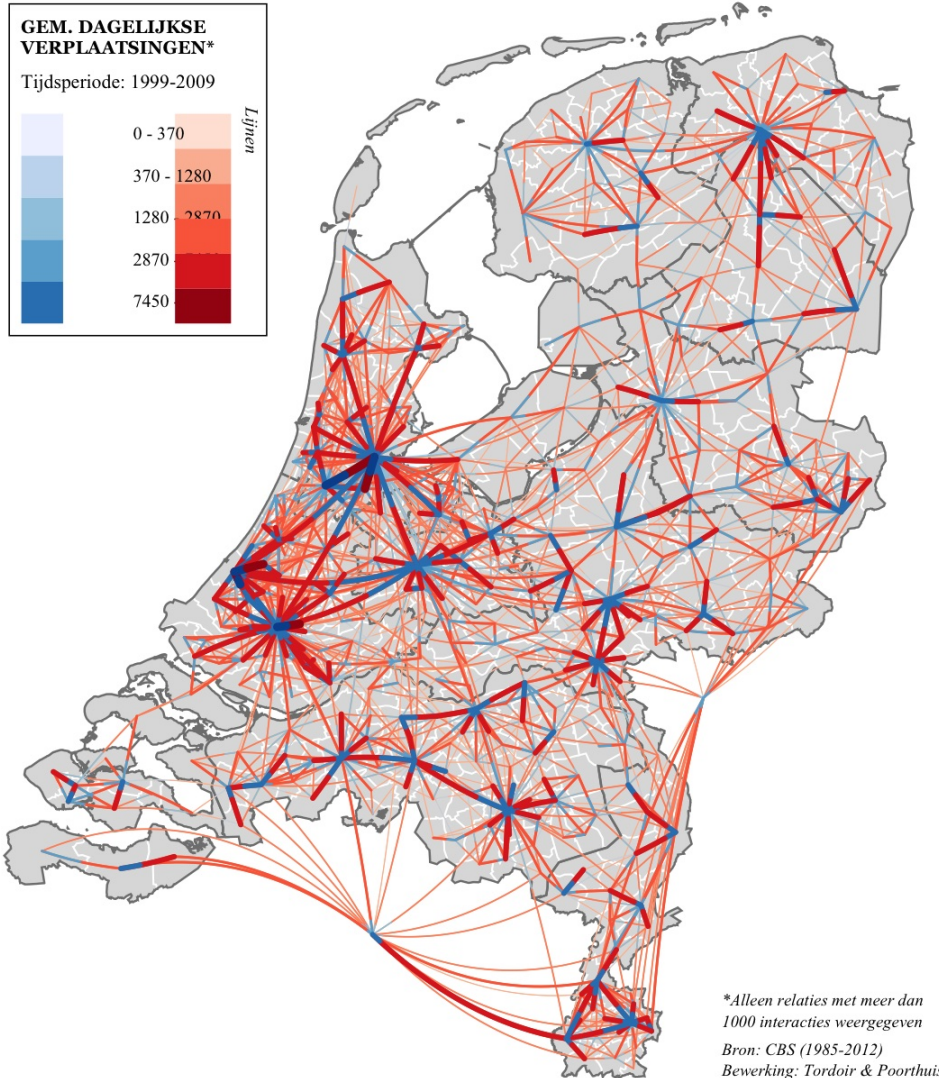 GEM. DAGELIJKSE
VERPLAATSINGEN*
Tijdsperiode: 1999-2009
Lijnen
0 - 370
370 - 1280
1280 - 2870
2870
7450
*Alleen relaties met meer dan
1000 interacties weergegeven
Bron: CBS (1985-2012)
Bewerking: Tordoir & Poorthuis